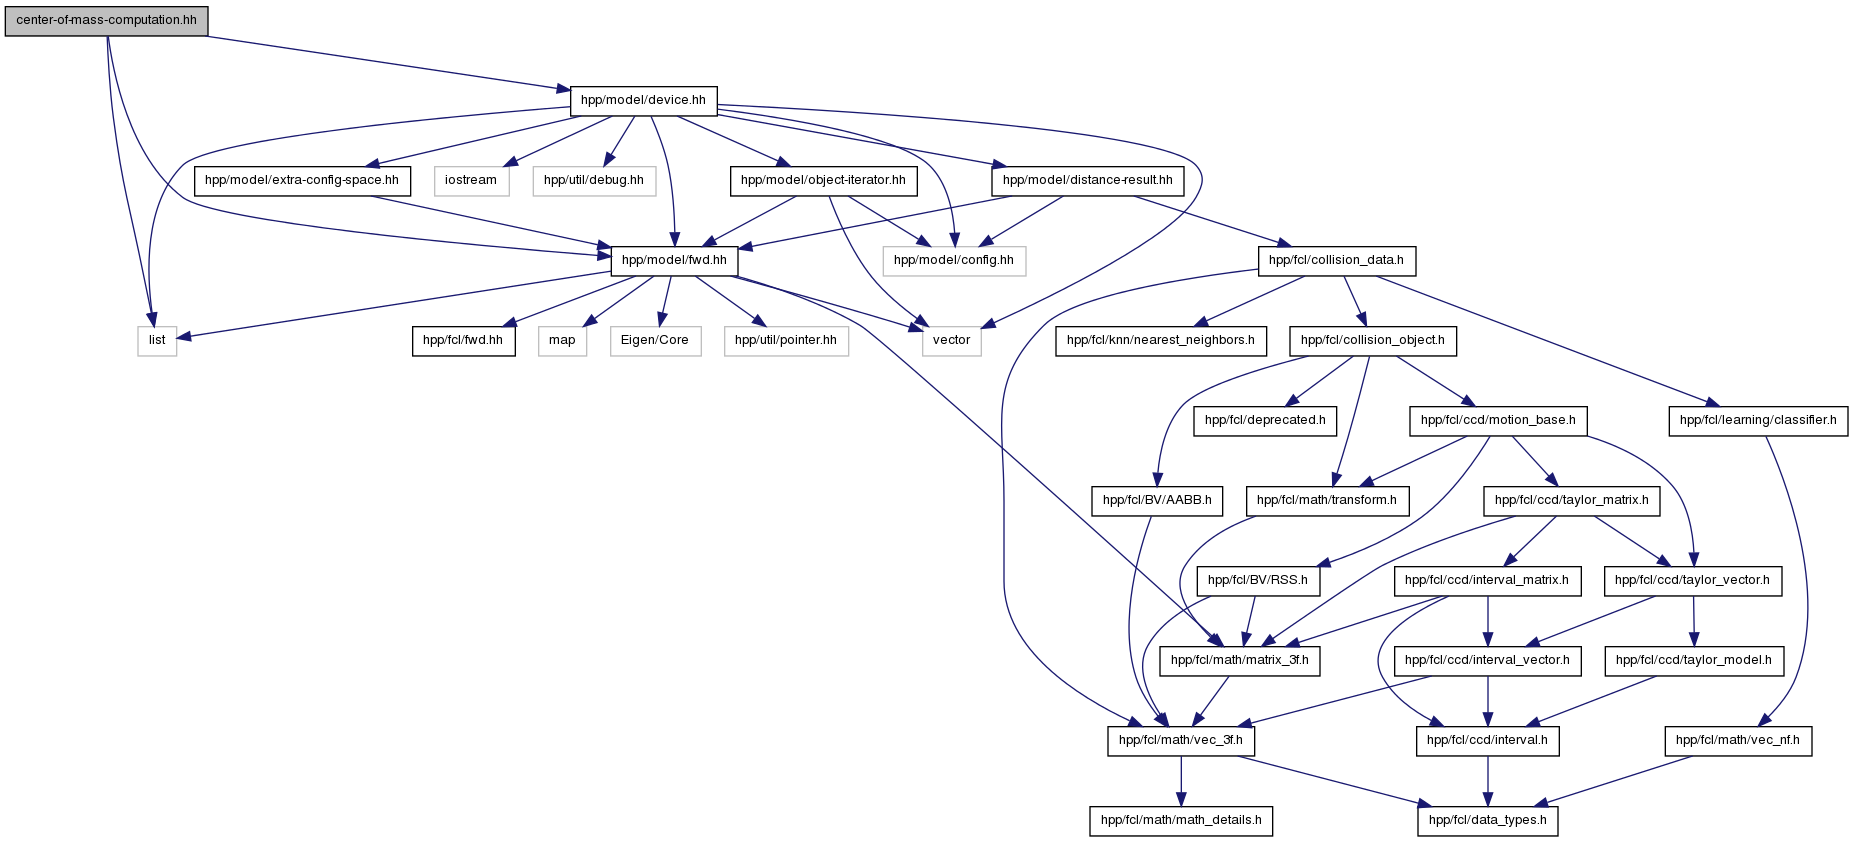 center-of-mass-computation.hh
hpp/model/device.hh
hpp/model/extra-config-space.hh
iostream
hpp/util/debug.hh
hpp/model/object-iterator.hh
hpp/model/distance-result.hh
hpp/model/fwd.hh
hpp/model/config.hh
hpp/fcl/collision_data.h
list
hpp/fcl/fwd.hh
map
Eigen/Core
hpp/util/pointer.hh
vector
hpp/fcl/knn/nearest_neighbors.h
hpp/fcl/collision_object.h
hpp/fcl/deprecated.h
hpp/fcl/ccd/motion_base.h
hpp/fcl/learning/classifier.h
hpp/fcl/BV/AABB.h
hpp/fcl/math/transform.h
hpp/fcl/ccd/taylor_matrix.h
hpp/fcl/BV/RSS.h
hpp/fcl/ccd/interval_matrix.h
hpp/fcl/ccd/taylor_vector.h
hpp/fcl/math/matrix_3f.h
hpp/fcl/ccd/interval_vector.h
hpp/fcl/ccd/taylor_model.h
hpp/fcl/math/vec_3f.h
hpp/fcl/ccd/interval.h
hpp/fcl/math/vec_nf.h
hpp/fcl/math/math_details.h
hpp/fcl/data_types.h